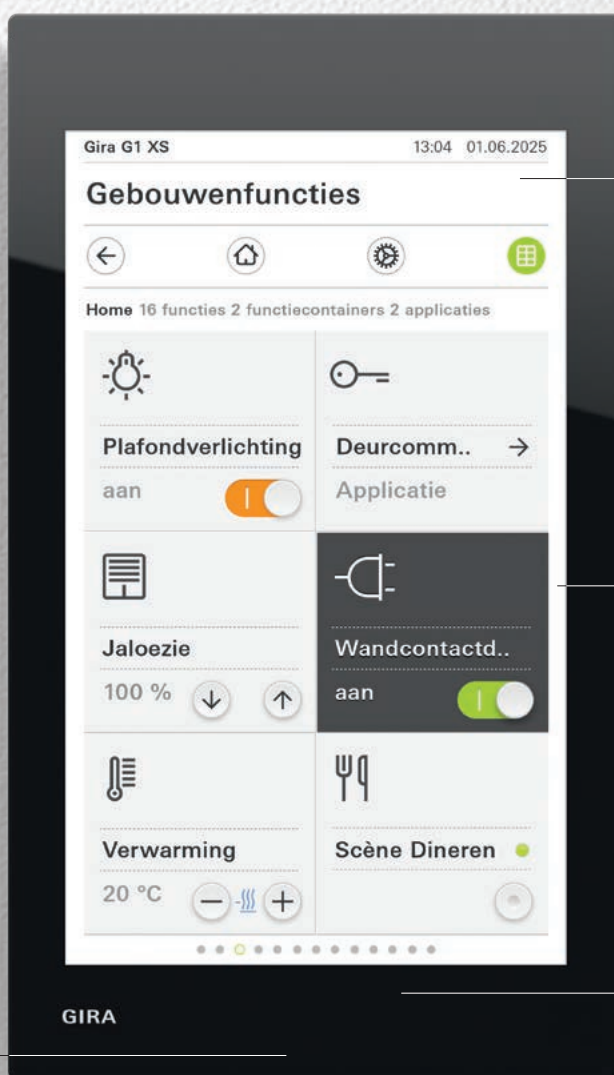 Gira G1 XS 13:04 01.06.2025
Gebouwenfuncties
Home 16 functies 2 functiecontainers 2 applicaties
Plafondverlichting
aan
Deurcomm..
Applicatie
Jaloezie
100 %
Wandcontactd..
aan
Verwarming
20 °C
Scène Dineren
GIRA